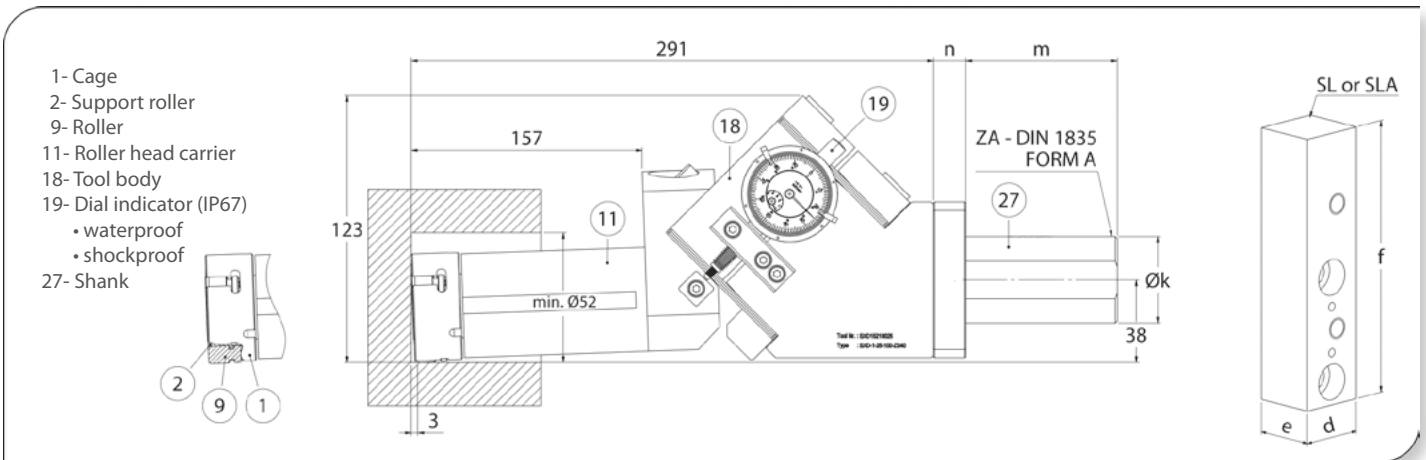 1- Cage
2- Support roller
9- Roller
11- Roller head carrier
18- Tool body
19- Dial indicator (IP67)
• waterproof
• shockproof
27- Shank
2
9
1
291
n
m
157
18
19
ZA - DIN 1835
FORM A
123
11
27
min. Ø52
Øk
38
3
SL or SLA
f
e
d